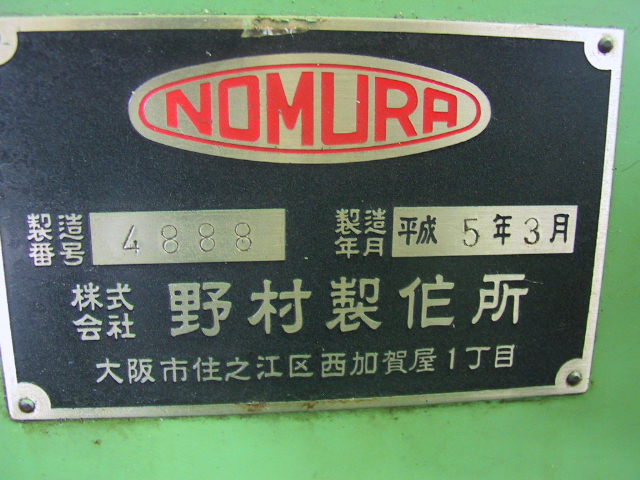 NOMURA
製造番号 4888 製造年月 平成5年3月
株式会社 野村製作所
大阪市住之江区西加賀屋1丁目